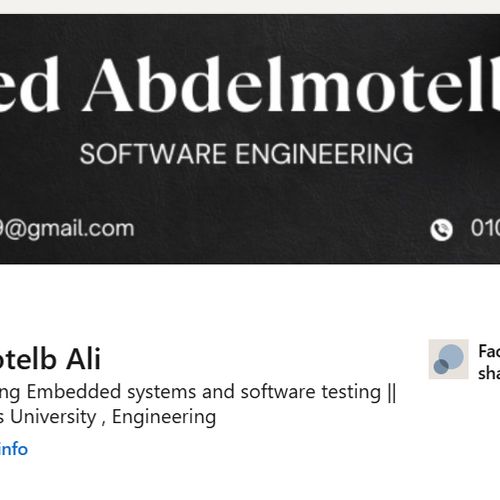 ed Abdelmotelb
SOFTWARE ENGINEERING
9@gmail.com
010
otelb Ali
ng Embedded systems and software testing ||
s University , Engineering
info
Fac
sha